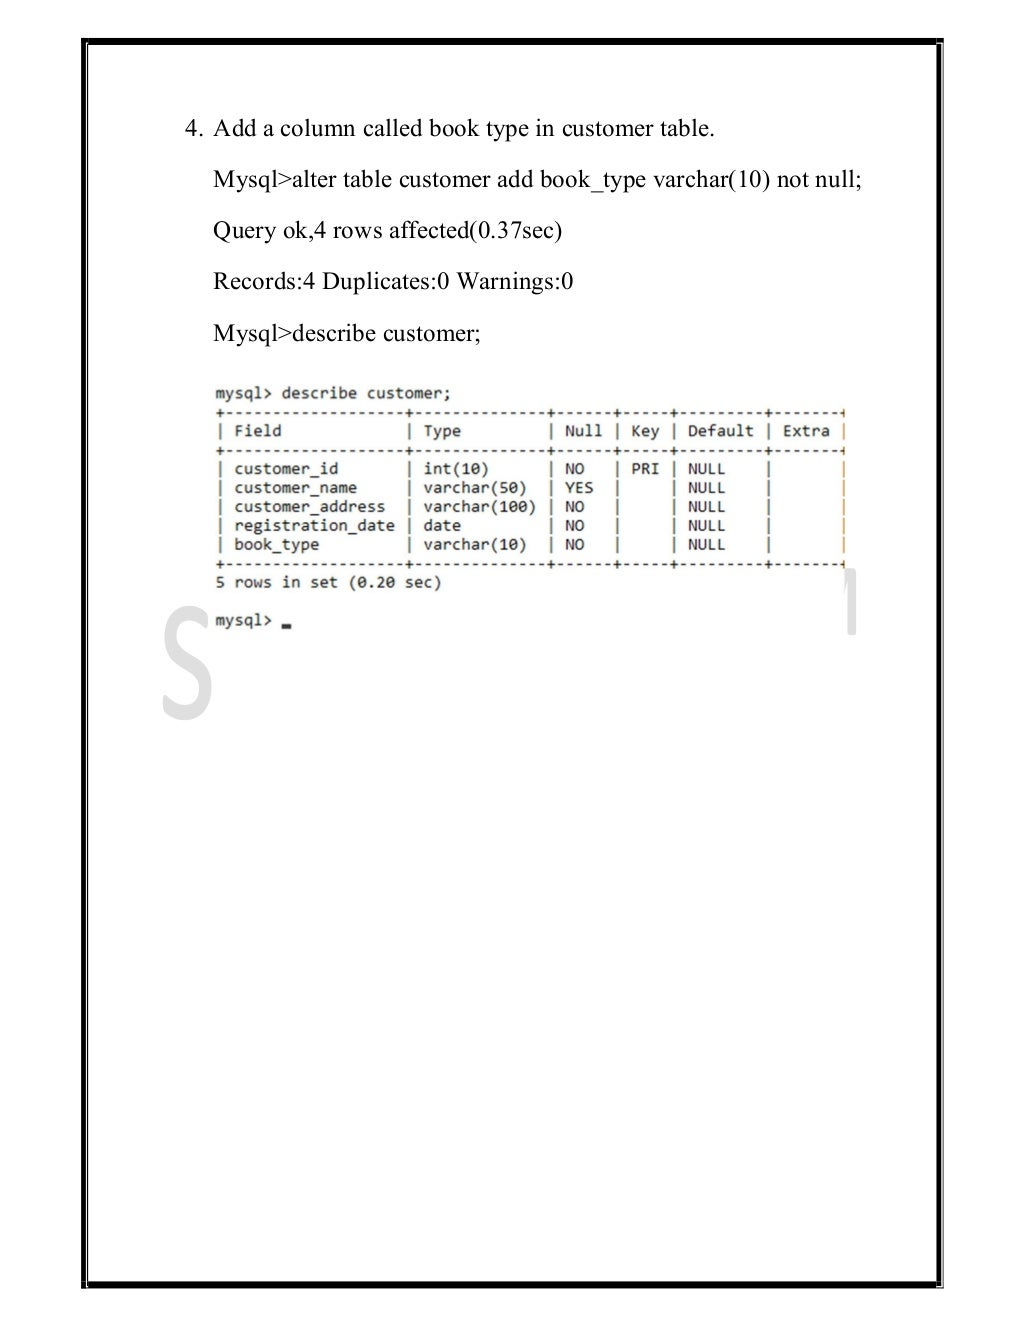 4. Add a column called book type in customer table.
Mysql>alter table customer add book_type varchar(10) not null;
Query ok,4 rows affected(0.37sec)
Records:4 Duplicates:0 Warnings:0
Mysql>describe customer;
mysql> describe customer;
+-------------------+--------------+------+-----+---------+-------+
| Field | Type | Null | Key | Default | Extra |
+-------------------+--------------+------+-----+---------+-------+
| customer_id | int(10) | NO | PRI | NULL | |
| customer_name | varchar(50) | YES | | NULL | |
| customer_address | varchar(100) | NO | | NULL | |
| registration_date | date | NO | | NULL | |
| book_type | varchar(10) | NO | | NULL | |
+-------------------+--------------+------+-----+---------+-------+
5 rows in set (0.20 sec)
mysql> _
S